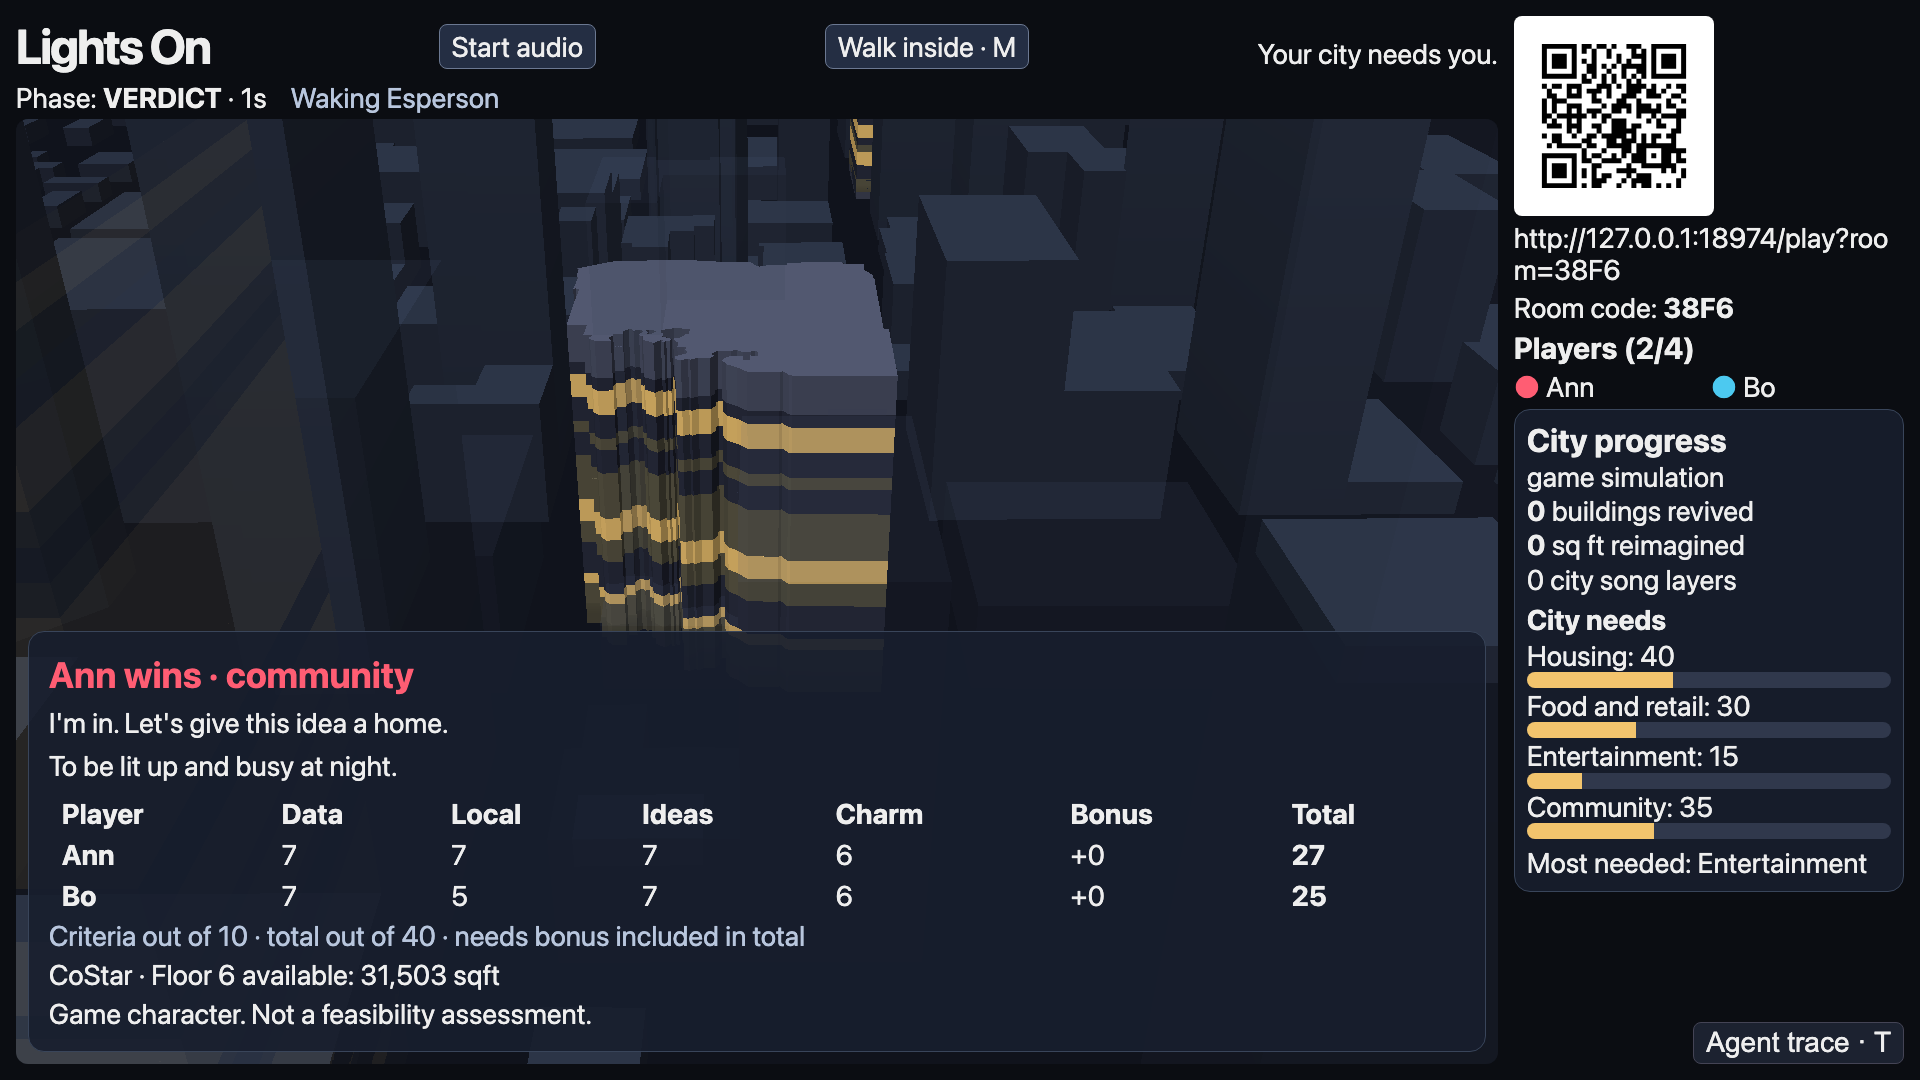 Lights On
Start audio
Walk inside · M
Your city needs you.
Phase: VERDICT · 1s Waking Esperson
http://127.0.0.1:18974/play?roo
m=38F6
Room code: 38F6
Players (2/4)
Ann Bo
City progress
game simulation
0 buildings revived
0 sq ft reimagined
0 city song layers
City needs
Housing: 40
Food and retail: 30
Entertainment: 15
Community: 35
Most needed: Entertainment
Ann wins · community
I'm in. Let's give this idea a home.
To be lit up and busy at night.
Player Data Local Ideas Charm Bonus Total
Ann 7 7 7 6 +0 27
Bo 7 5 7 6 +0 25
Criteria out of 10 · total out of 40 · needs bonus included in total
CoStar · Floor 6 available: 31,503 sqft
Game character. Not a feasibility assessment.
Agent trace · T